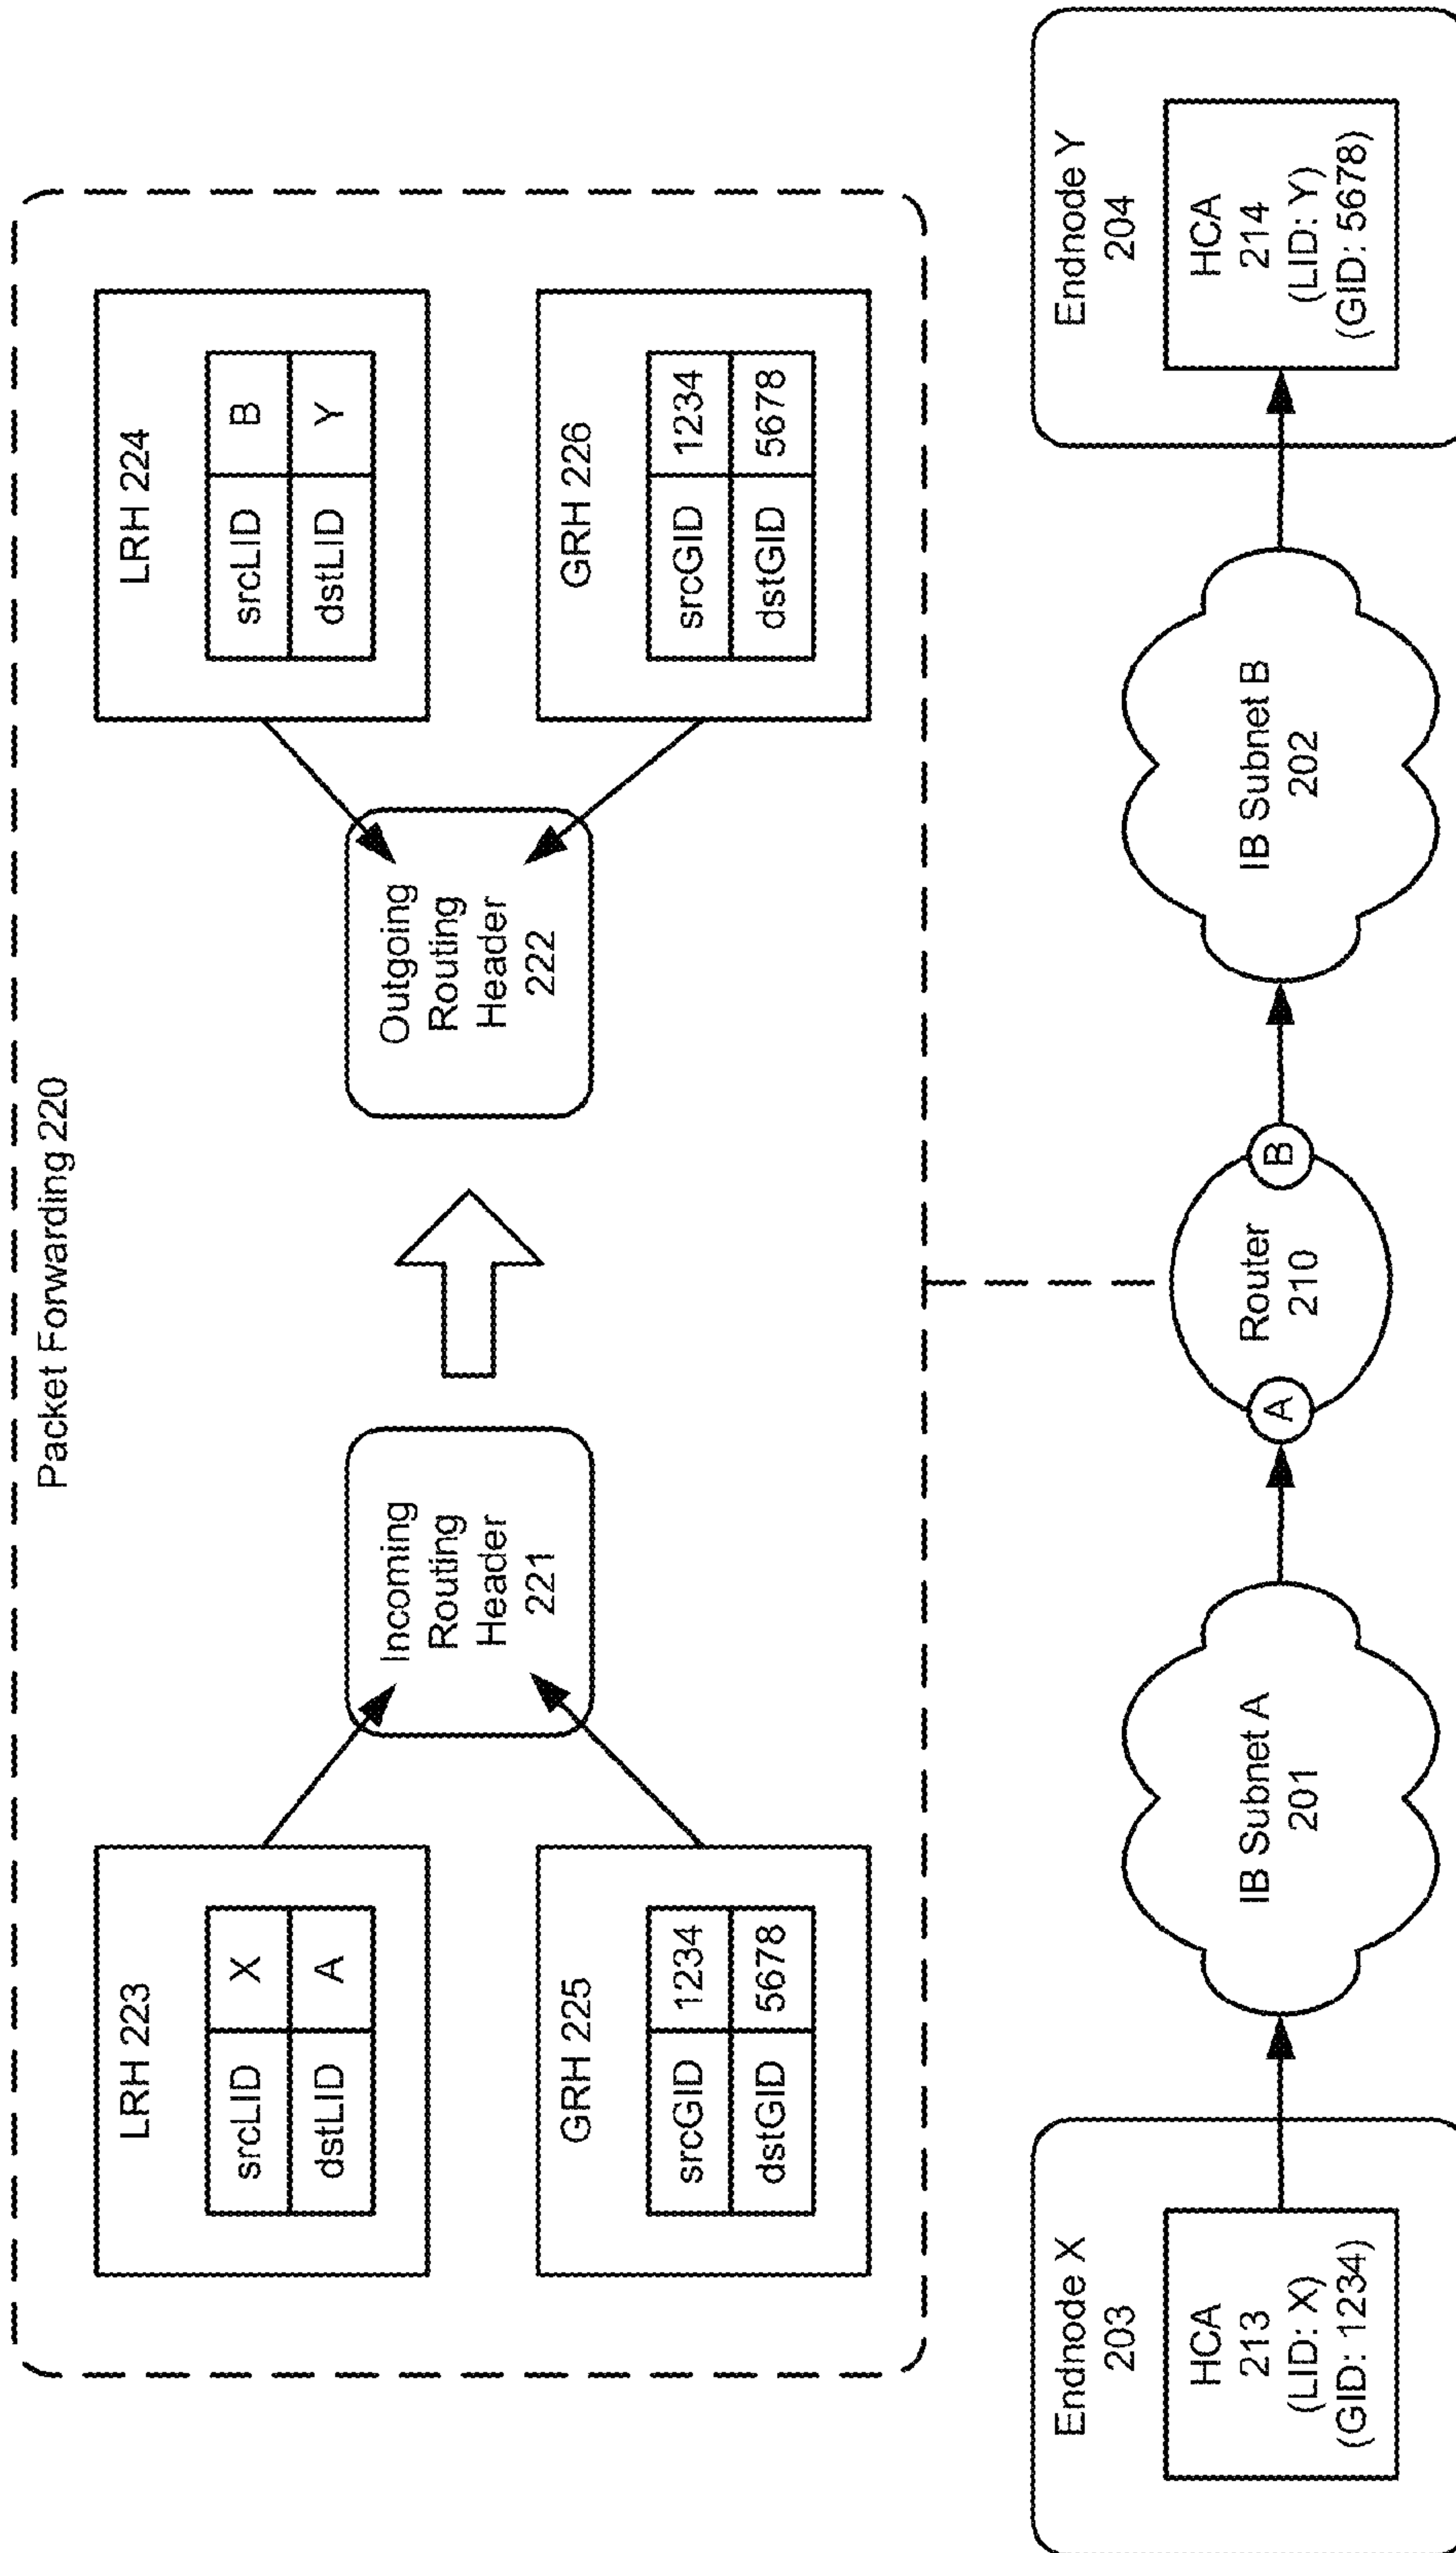 Packet Forwarding 220
LRH 223
srcLID X
dstLID A
GRH 225
srcGID 1234
dstGID 5678
Incoming
Routing
Header
221
Outgoing
Routing
Header
222
LRH 224
srcLID B
dstLID Y
GRH 226
srcGID 1234
dstGID 5678
Endnode X
203
HCA
213
(LID: X)
(GID: 1234)
IB Subnet A
201
A
Router
210
B
IB Subnet B
202
Endnode Y
204
HCA
214
(LID: Y)
(GID: 5678)